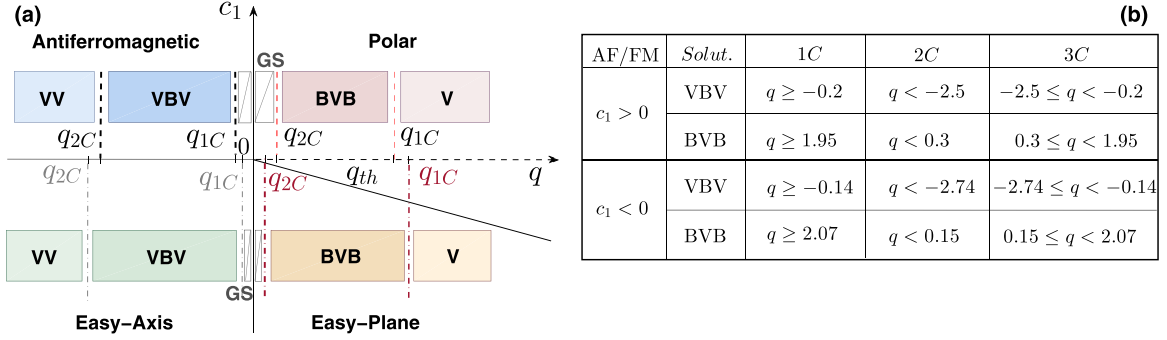 (a)
c₁
Antiferromagnetic
Polar
GS
VV
VBV
BVB
V
q₂C
q₁C
0
q₂C
q₁C
q₂C
q₁C
q₂C
q_th
q₁C
q
VV
VBV
BVB
V
GS
Easy−Axis
Easy−Plane
(b)
AF/FM Solut. 1C 2C 3C
c₁ > 0
VBV q ≥ −0.2 q < −2.5 −2.5 ≤ q < −0.2
BVB q ≥ 1.95 q < 0.3 0.3 ≤ q < 1.95
c₁ < 0
VBV q ≥ −0.14 q < −2.74 −2.74 ≤ q < −0.14
BVB q ≥ 2.07 q < 0.15 0.15 ≤ q < 2.07